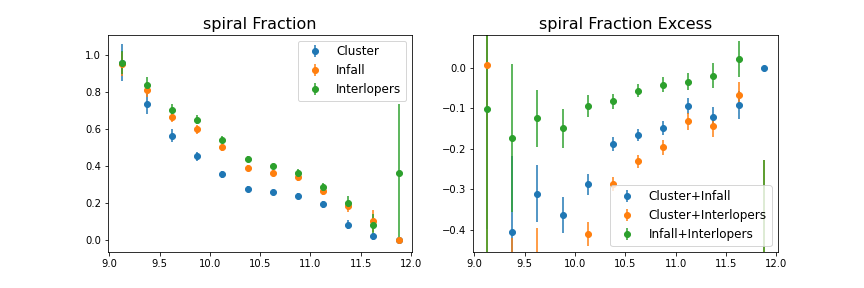 spiral Fraction
1.0
0.8
0.6
0.4
0.2
0.0
9.0 9.5 10.0 10.5 11.0 11.5 12.0
Cluster
Infall
Interlopers
spiral Fraction Excess
0.0
−0.1
−0.2
−0.3
−0.4
9.0 9.5 10.0 10.5 11.0 11.5 12.0
Cluster+Infall
Cluster+Interlopers
Infall+Interlopers